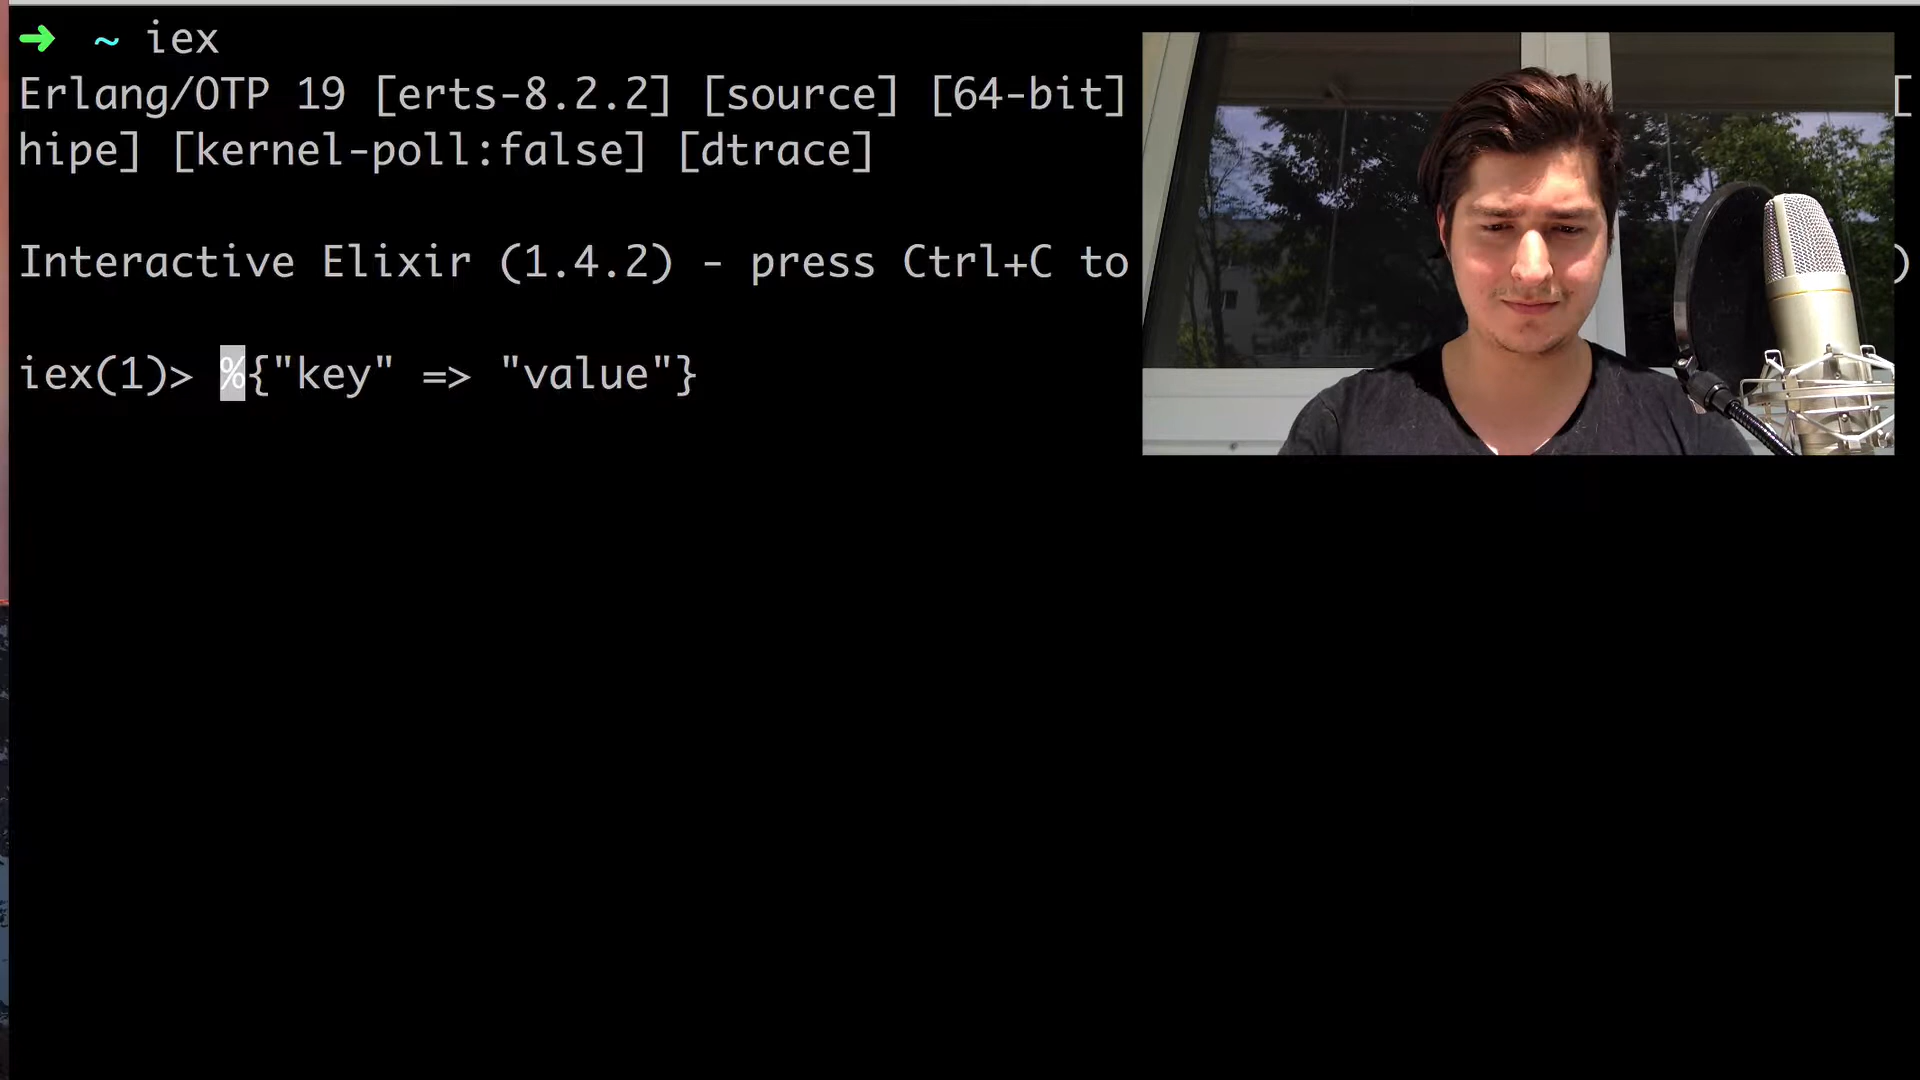 ➜ ~ iex
Erlang/OTP 19 [erts-8.2.2] [source] [64-bit] [
hipe] [kernel-poll:false] [dtrace]
Interactive Elixir (1.4.2) - press Ctrl+C to )
iex(1)> %{"key" => "value"}